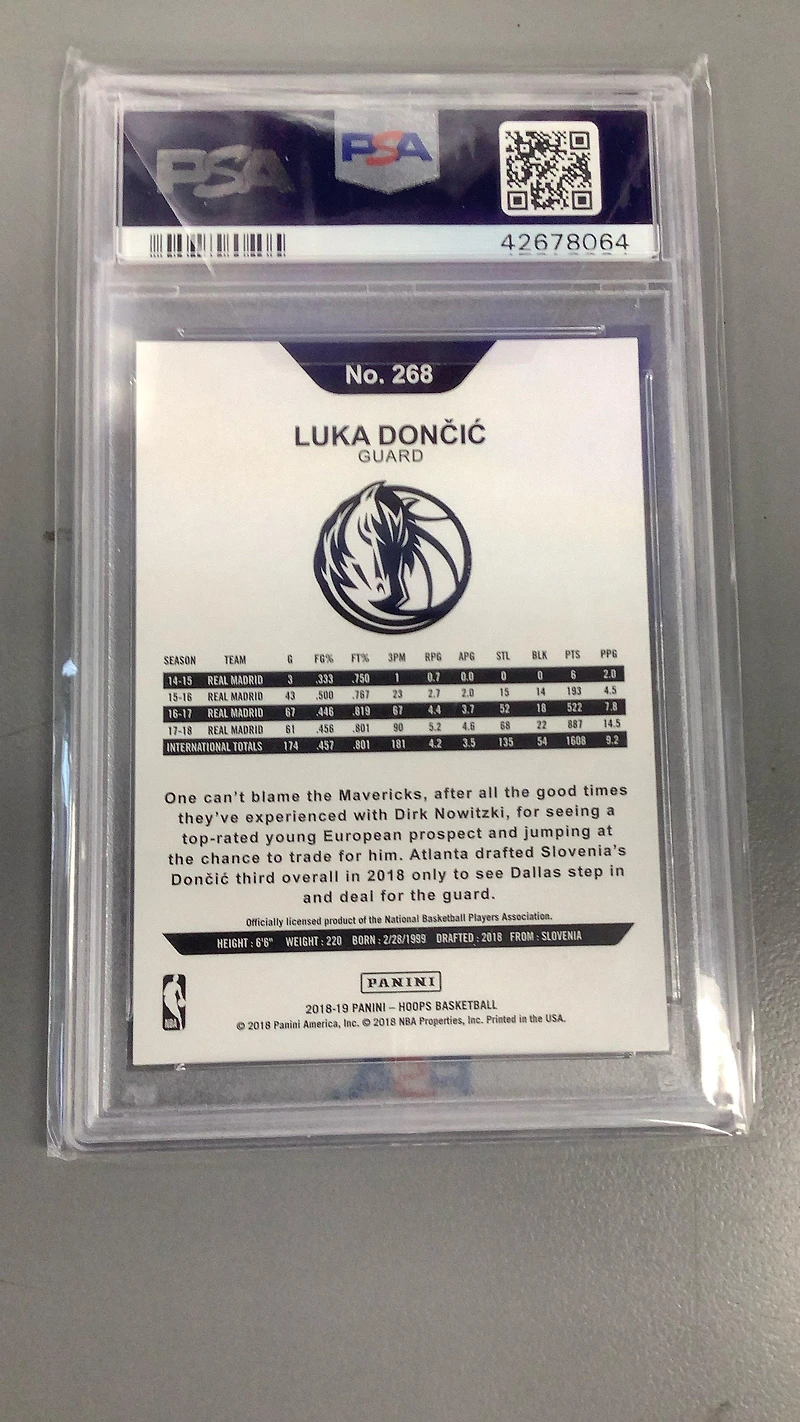 PSA PSA
42678064
No. 268
LUKA DONČIĆ
GUARD
SEASON TEAM G FG% FT% 3PM RPG APG STL BLK PTS PPG
14-15 REAL MADRID 3 .333 .750 1 0.7 0.0 0 0 6 2.0
15-16 REAL MADRID 43 .500 .767 23 2.7 2.0 15 14 193 4.5
16-17 REAL MADRID 67 .446 .819 67 4.4 3.7 52 18 522 7.8
17-18 REAL MADRID 61 .456 .801 90 5.2 4.6 68 22 887 14.5
INTERNATIONAL TOTALS 174 .457 .801 181 4.2 3.5 135 54 1608 9.2
One can't blame the Mavericks, after all the good times
they've experienced with Dirk Nowitzki, for seeing a
top-rated young European prospect and jumping at
the chance to trade for him. Atlanta drafted Slovenia's
Dončić third overall in 2018 only to see Dallas step in
and deal for the guard.
Officially licensed product of the National Basketball Players Association.
HEIGHT : 6'6" WEIGHT : 220 BORN : 2/28/1999 DRAFTED : 2018 FROM : SLOVENIA
PANINI
NBA
2018-19 PANINI – HOOPS BASKETBALL
© 2018 Panini America, Inc. © 2018 NBA Properties, Inc. Printed in the USA.